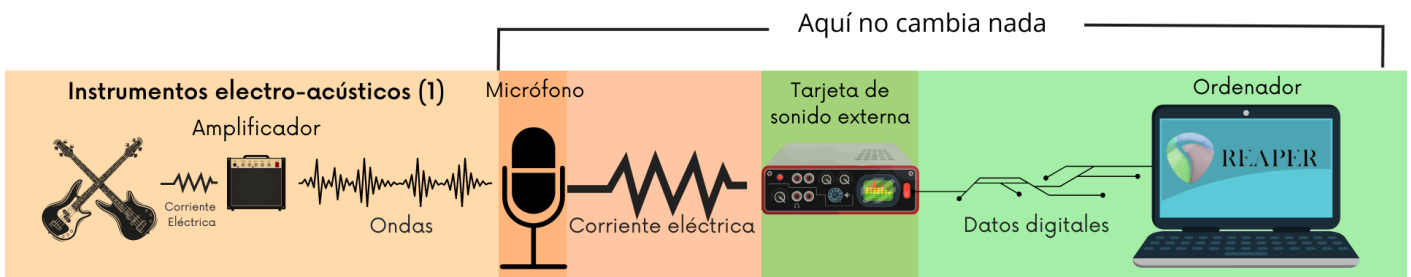 Aquí no cambia nada
Instrumentos electro-acústicos (1)
Micrófono
Tarjeta de
sonido externa
Ordenador
Amplificador
REAPER
Corriente
Eléctrica
Ondas
Corriente eléctrica
Datos digitales